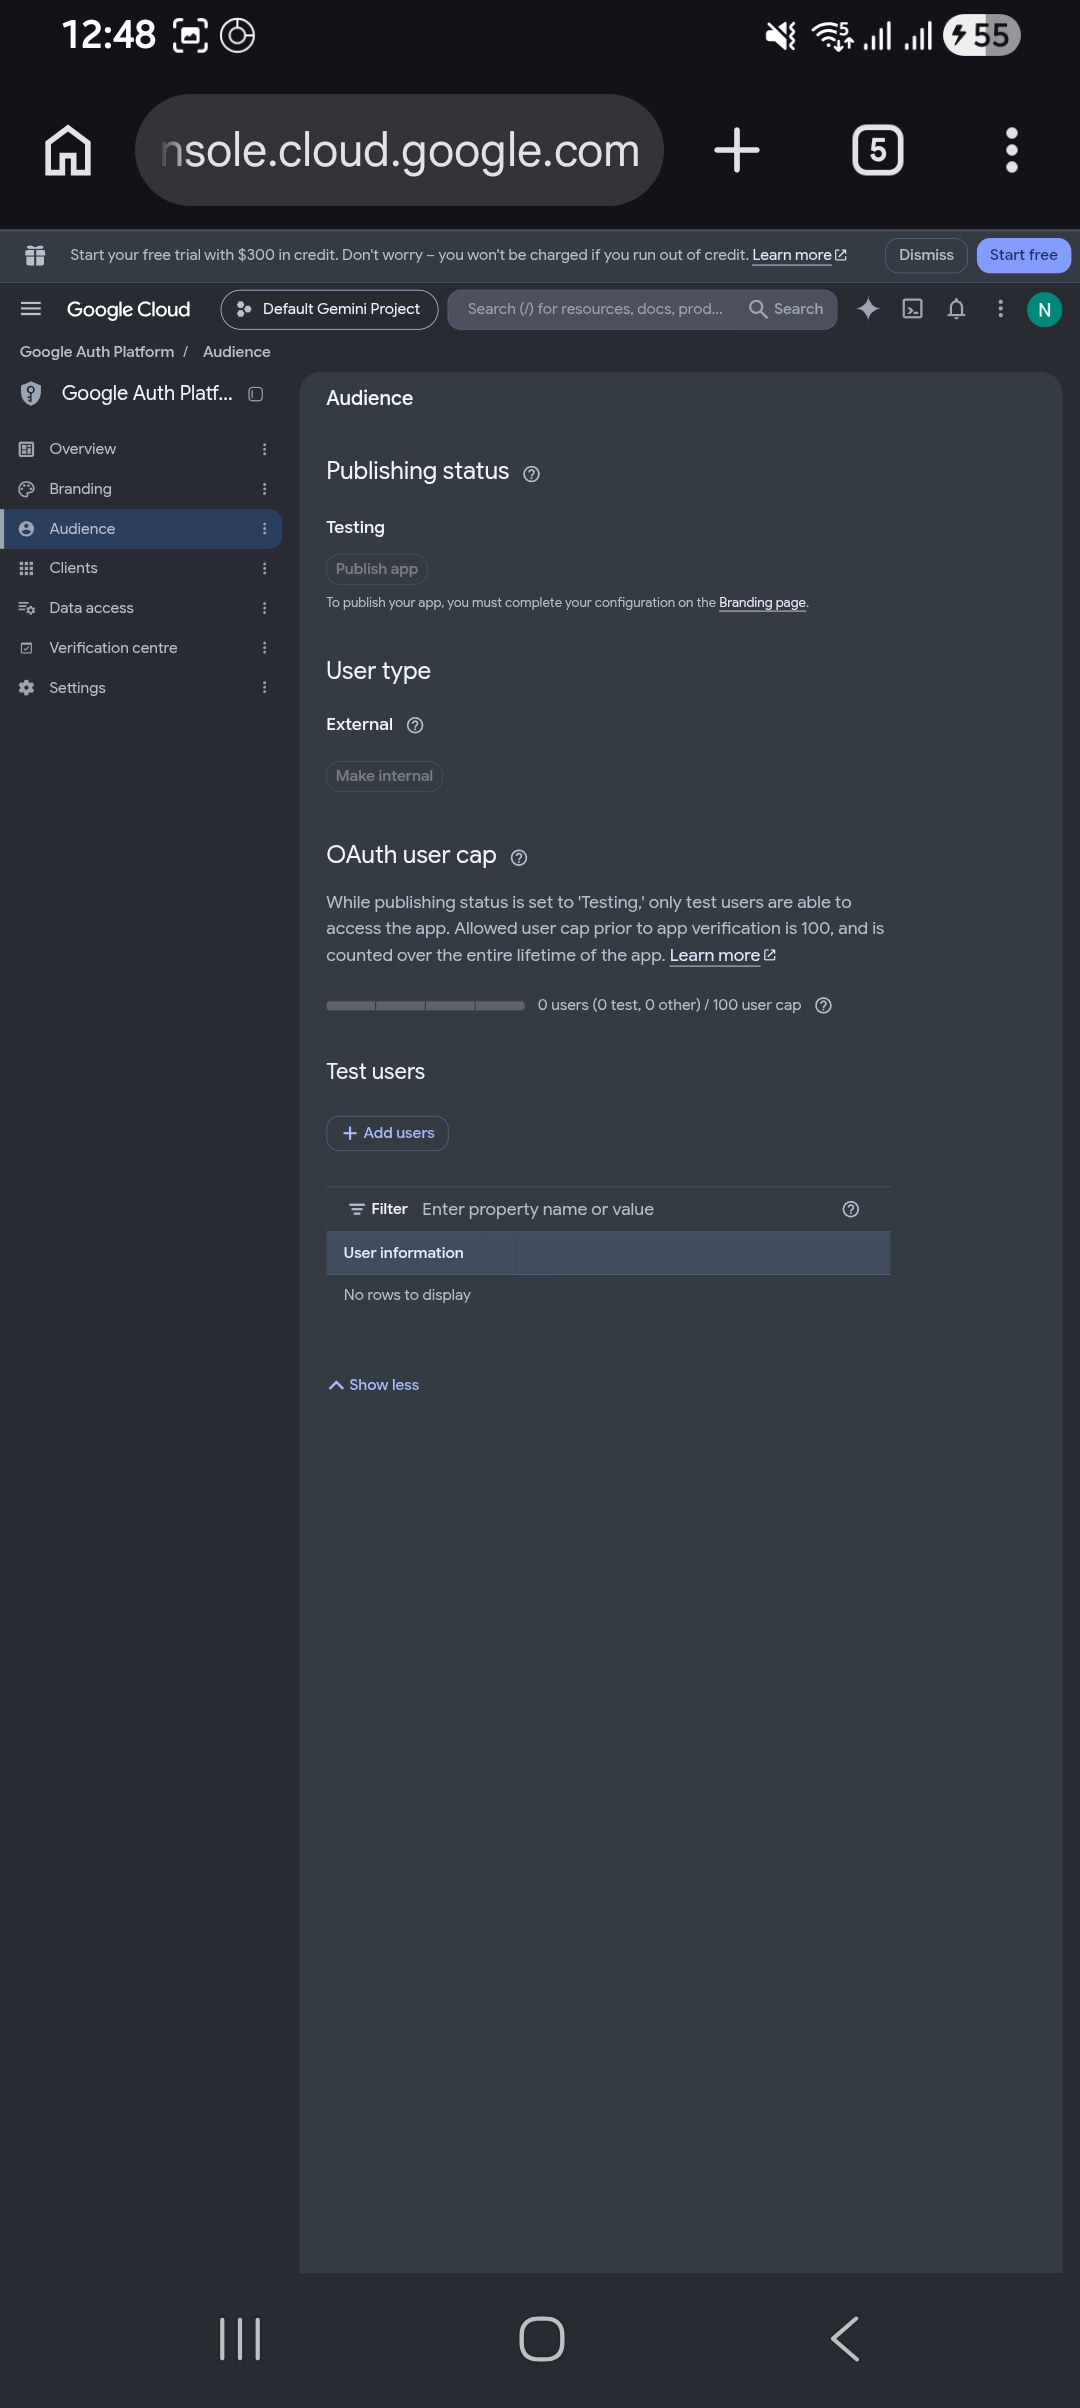 12:48
5
55
nsole.cloud.google.com
5
Start your free trial with $300 in credit. Don't worry – you won't be charged if you run out of credit. Learn more
Dismiss
Start free
Google Cloud
Default Gemini Project
Search (/) for resources, docs, prod...
Search
N
Google Auth Platform / Audience
Google Auth Platf...
Overview
Branding
Audience
Clients
Data access
Verification centre
Settings
Audience
Publishing status
Testing
Publish app
To publish your app, you must complete your configuration on the Branding page.
User type
External
Make internal
OAuth user cap
While publishing status is set to 'Testing,' only test users are able to
access the app. Allowed user cap prior to app verification is 100, and is
counted over the entire lifetime of the app. Learn more
0 users (0 test, 0 other) / 100 user cap
Test users
Add users
Filter Enter property name or value
User information
No rows to display
Show less